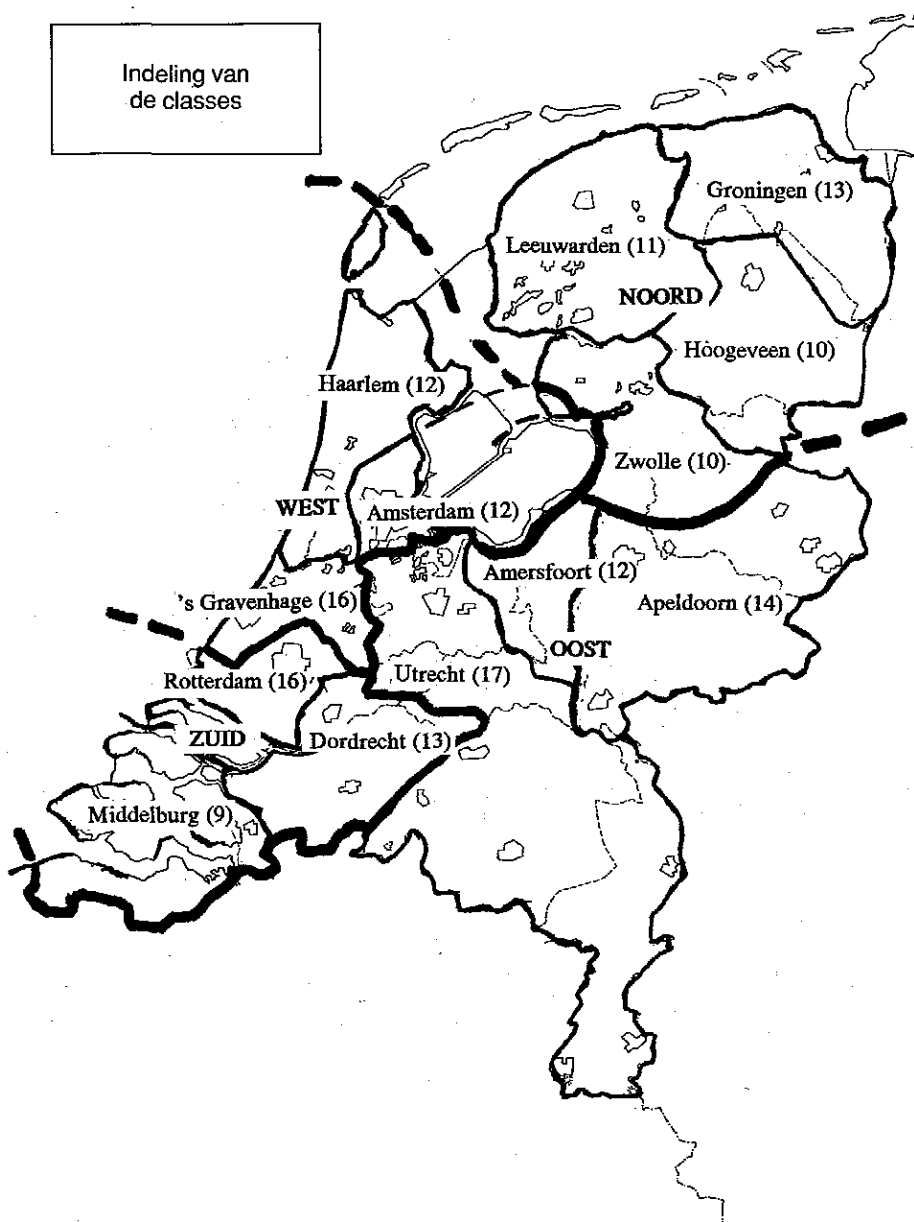 Indeling van
de classes
Groningen (13)
Leeuwarden (11)
NOORD
Hoogeveen (10)
Haarlem (12)
Zwolle (10)
WEST
Amsterdam (12)
Amersfoort (12)
's Gravenhage (16)
Apeldoorn (14)
OOST
Utrecht (17)
Rotterdam (16)
ZUID
Dordrecht (13)
Middelburg (9)